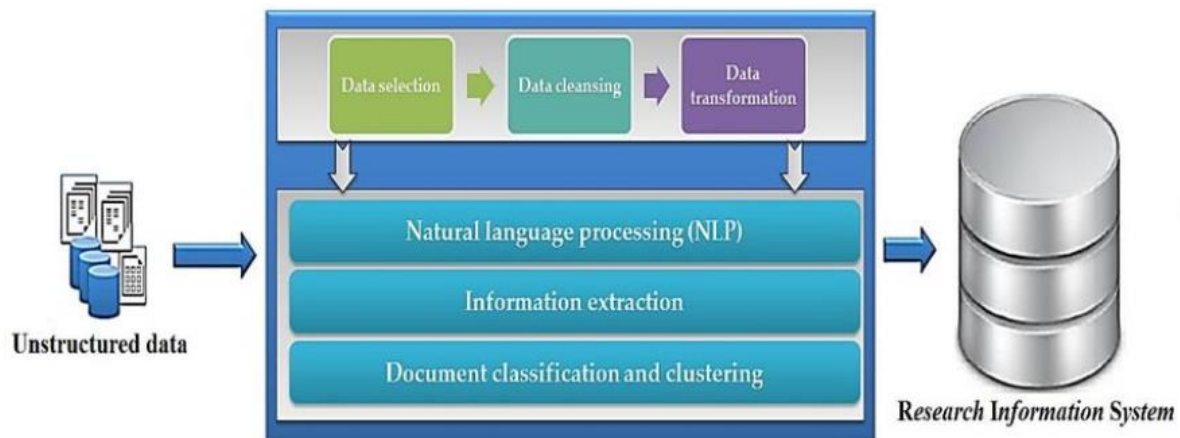 Data selection
Data cleansing
Data
transformation
Natural language processing (NLP)
Information extraction
Document classification and clustering
Unstructured data
Research Information System